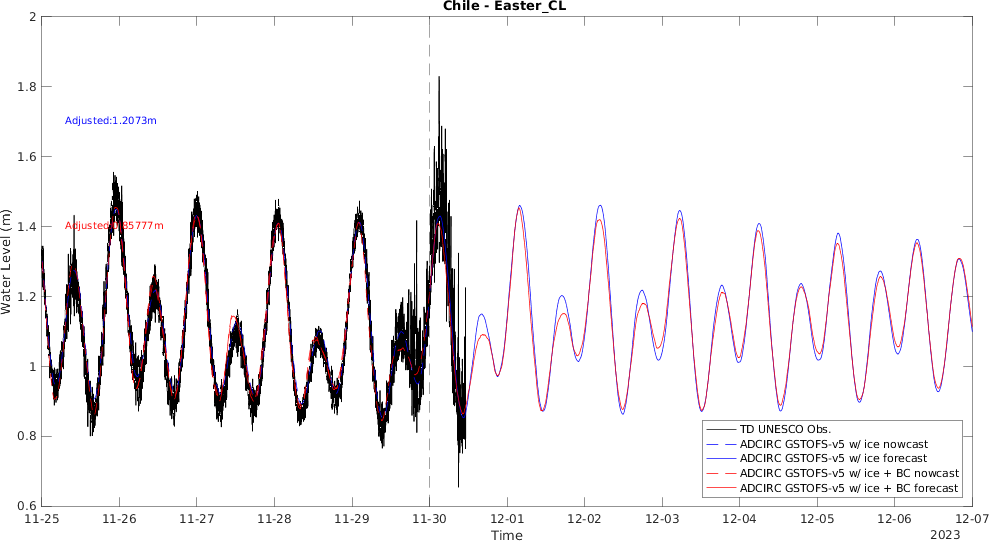 Chile - Easter_CL
2
1.8
1.6
1.4
1.2
1
0.8
0.6
Water Level (m)
Adjusted:1.2073m
Adjusted:0.85777m
TD UNESCO Obs.
ADCIRC GSTOFS-v5 w/ ice nowcast
ADCIRC GSTOFS-v5 w/ ice forecast
ADCIRC GSTOFS-v5 w/ ice + BC nowcast
ADCIRC GSTOFS-v5 w/ ice + BC forecast
11-25 11-26 11-27 11-28 11-29 11-30 12-01 12-02 12-03 12-04 12-05 12-06 12-07
Time
2023